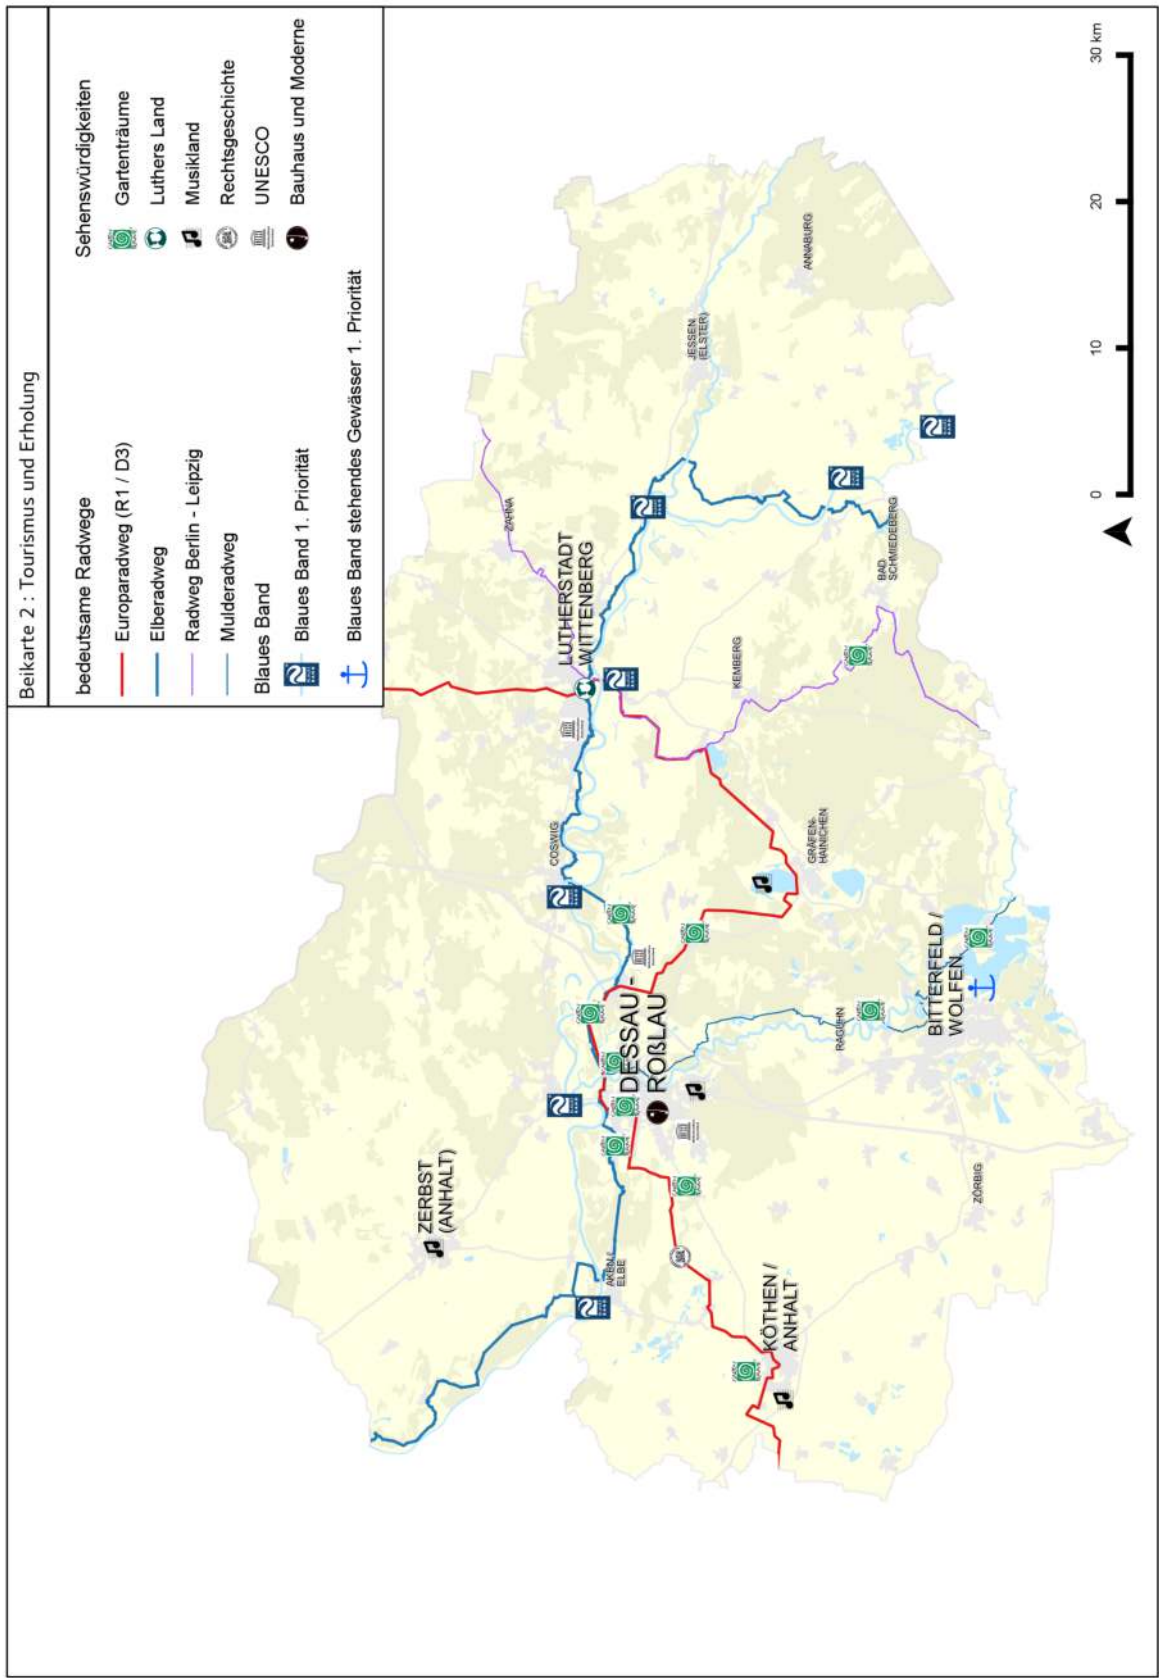 Beikarte 2 : Tourismus und Erholung
bedeutsame Radwege
Europaradweg (R1 / D3)
Elberadweg
Radweg Berlin - Leipzig
Mulderadweg
Blaues Band
Blaues Band 1. Priorität
Blaues Band stehendes Gewässer 1. Priorität
Sehenswürdigkeiten
Gartenträume
Luthers Land
Musikland
Rechtsgeschichte
UNESCO
Bauhaus und Moderne
ZERBST
(ANHALT)
AKEN /
ELBE
KÖTHEN /
ANHALT
DESSAU -
ROßLAU
COSWIG
LUTHERSTADT
WITTENBERG
ZAHNA
JESSEN
(ELSTER)
ANNABURG
KEMBERG
BAD
SCHMIEDEBERG
GRÄFEN-
HAINICHEN
RAGUHN
BITTERFELD /
WOLFEN
ZÖRBIG
0
10
20
30 km